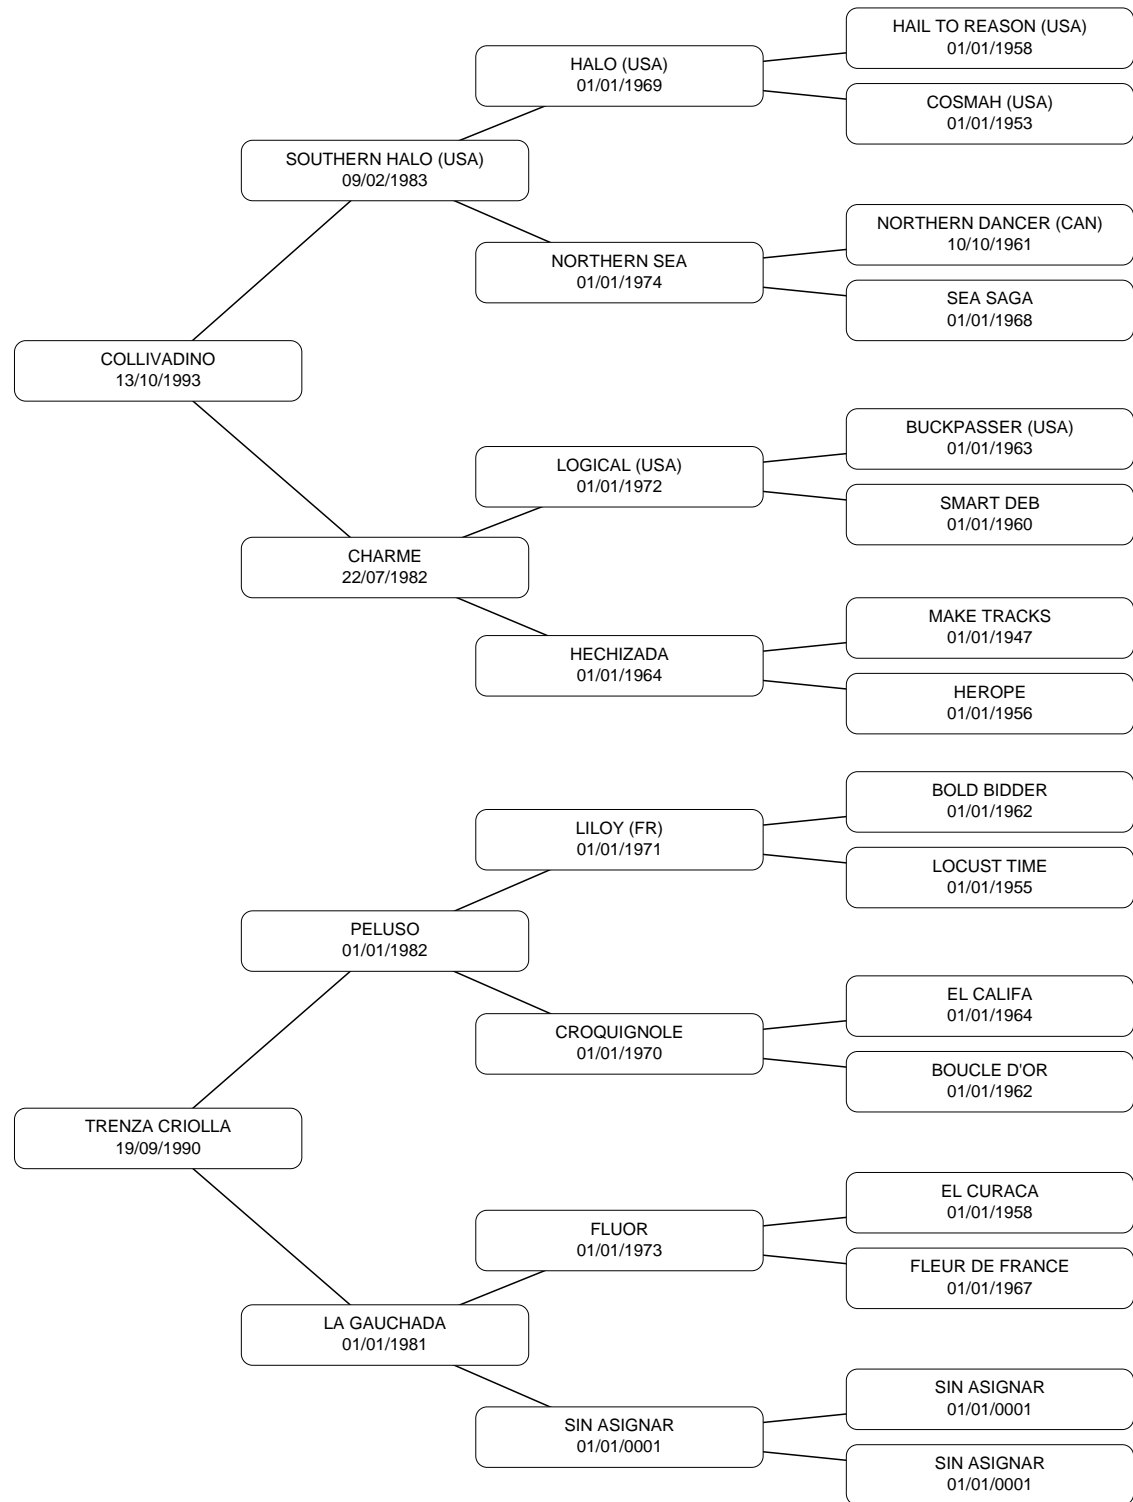 HAIL TO REASON (USA)
01/01/1958
HALO (USA)
01/01/1969
COSMAH (USA)
01/01/1953
SOUTHERN HALO (USA)
09/02/1983
NORTHERN DANCER (CAN)
10/10/1961
NORTHERN SEA
01/01/1974
SEA SAGA
01/01/1968
COLLIVADINO
13/10/1993
BUCKPASSER (USA)
01/01/1963
LOGICAL (USA)
01/01/1972
SMART DEB
01/01/1960
CHARME
22/07/1982
MAKE TRACKS
01/01/1947
HECHIZADA
01/01/1964
HEROPE
01/01/1956
BOLD BIDDER
01/01/1962
LILOY (FR)
01/01/1971
LOCUST TIME
01/01/1955
PELUSO
01/01/1982
EL CALIFA
01/01/1964
CROQUIGNOLE
01/01/1970
BOUCLE D'OR
01/01/1962
TRENZA CRIOLLA
19/09/1990
EL CURACA
01/01/1958
FLUOR
01/01/1973
FLEUR DE FRANCE
01/01/1967
LA GAUCHADA
01/01/1981
SIN ASIGNAR
01/01/0001
SIN ASIGNAR
01/01/0001
SIN ASIGNAR
01/01/0001